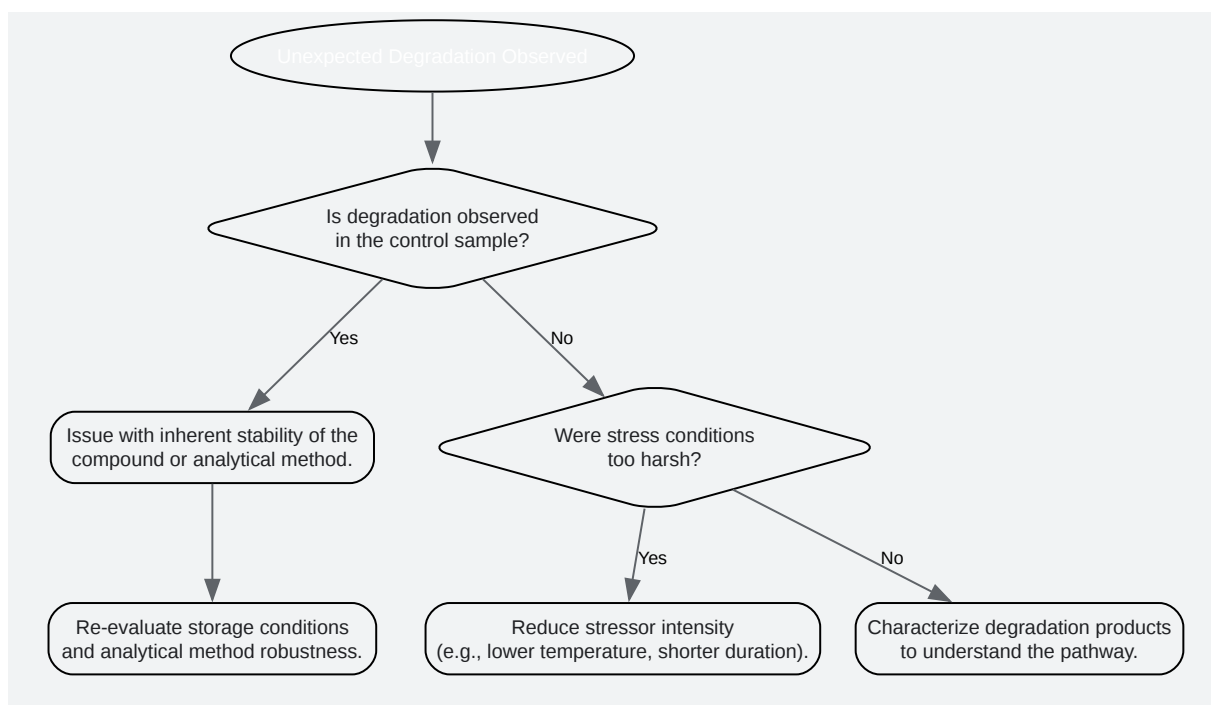 Unexpected Degradation Observed
Is degradation observed
in the control sample?
Yes
No
Issue with inherent stability of the
compound or analytical method.
Were stress conditions
too harsh?
Yes
No
Re-evaluate storage conditions
and analytical method robustness.
Reduce stressor intensity
(e.g., lower temperature, shorter duration).
Characterize degradation products
to understand the pathway.